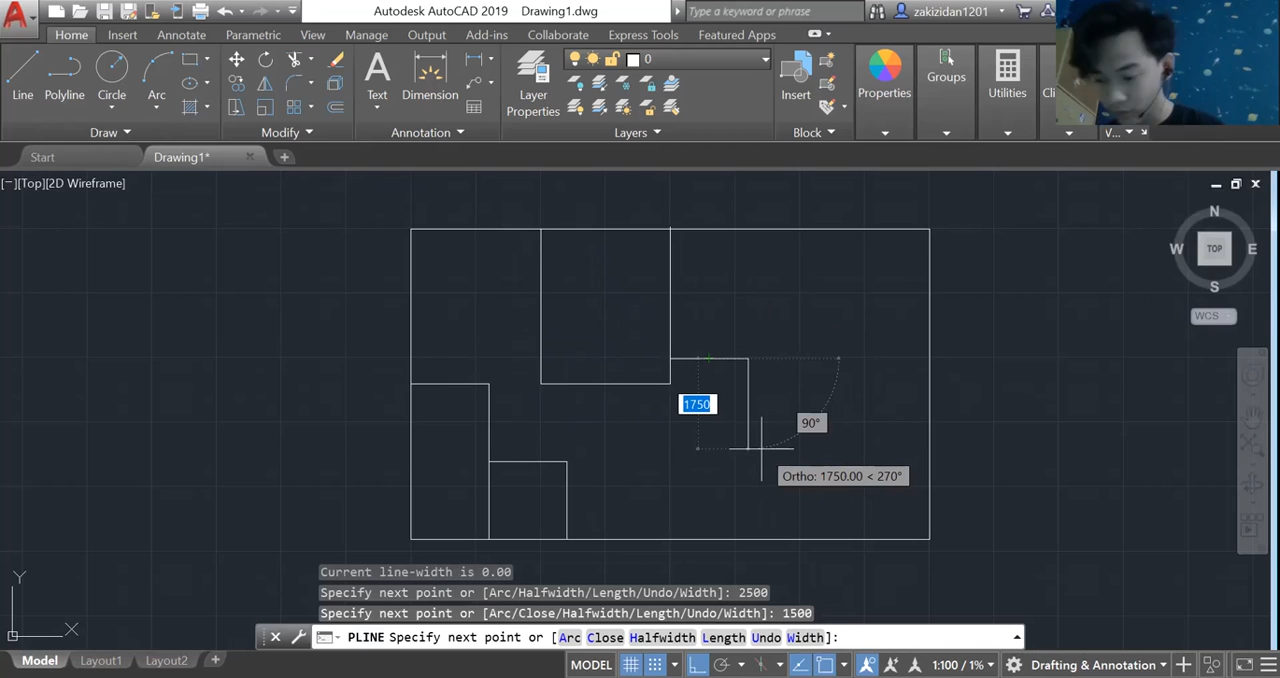 Autodesk AutoCAD 2019 Drawing1.dwg
Type a keyword or phrase
zakizidan1201
Home Insert Annotate Parametric View Manage Output Add-ins Collaborate Express Tools Featured Apps
0
Line Polyline Circle Arc
Text Dimension
Layer
Properties
Insert
Properties
Groups
Utilities
Draw Modify Annotation Layers Block
Start Drawing1*
[−][Top][2D Wireframe]
N
W TOP E
S
WCS
1750
90°
Ortho: 1750.00 < 270°
Y
X
Current line-width is 0.00
Specify next point or [Arc/Halfwidth/Length/Undo/Width]: 2500
Specify next point or [Arc/Close/Halfwidth/Length/Undo/Width]: 1500
PLINE Specify next point or [Arc Close Halfwidth Length Undo Width]:
Model Layout1 Layout2 +
MODEL 1:100 / 1% Drafting & Annotation